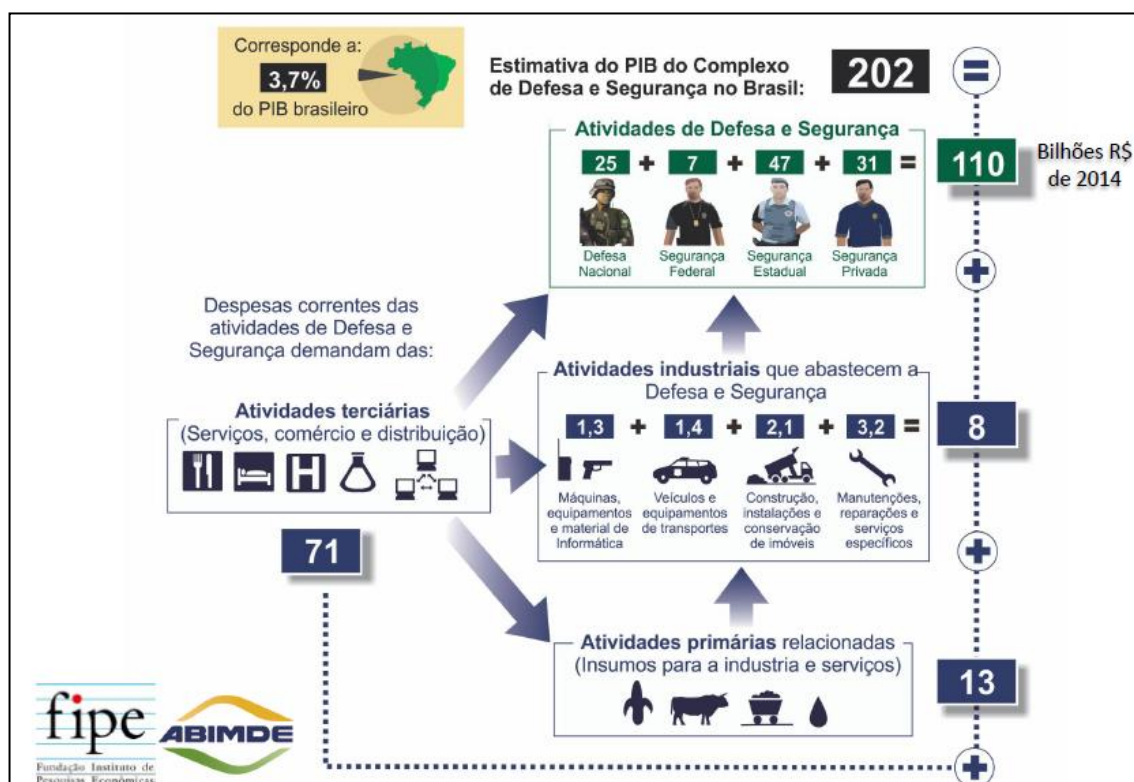 Corresponde a:
3,7%
do PIB brasileiro
Estimativa do PIB do Complexo
de Defesa e Segurança no Brasil:
202
=
Atividades de Defesa e Segurança
25 + 7 + 47 + 31 =
110
Bilhões R$
de 2014
Defesa
Nacional
Segurança
Federal
Segurança
Estadual
Segurança
Privada
+
Despesas correntes das
atividades de Defesa e
Segurança demandam das:
Atividades industriais que abastecem a
Defesa e Segurança
1,3 + 1,4 + 2,1 + 3,2 =
8
Máquinas,
equipamentos
e material de
Informática
Veículos e
equipamentos
de transportes
Construção,
instalações e
conservação
de imóveis
Manutenções,
reparações e
serviços
específicos
Atividades terciárias
(Serviços, comércio e distribuição)
H
71
+
Atividades primárias relacionadas
(Insumos para a industria e serviços)
13
+
fipe
Fundação Instituto de
Pesquisas Econômicas
ABIMDE